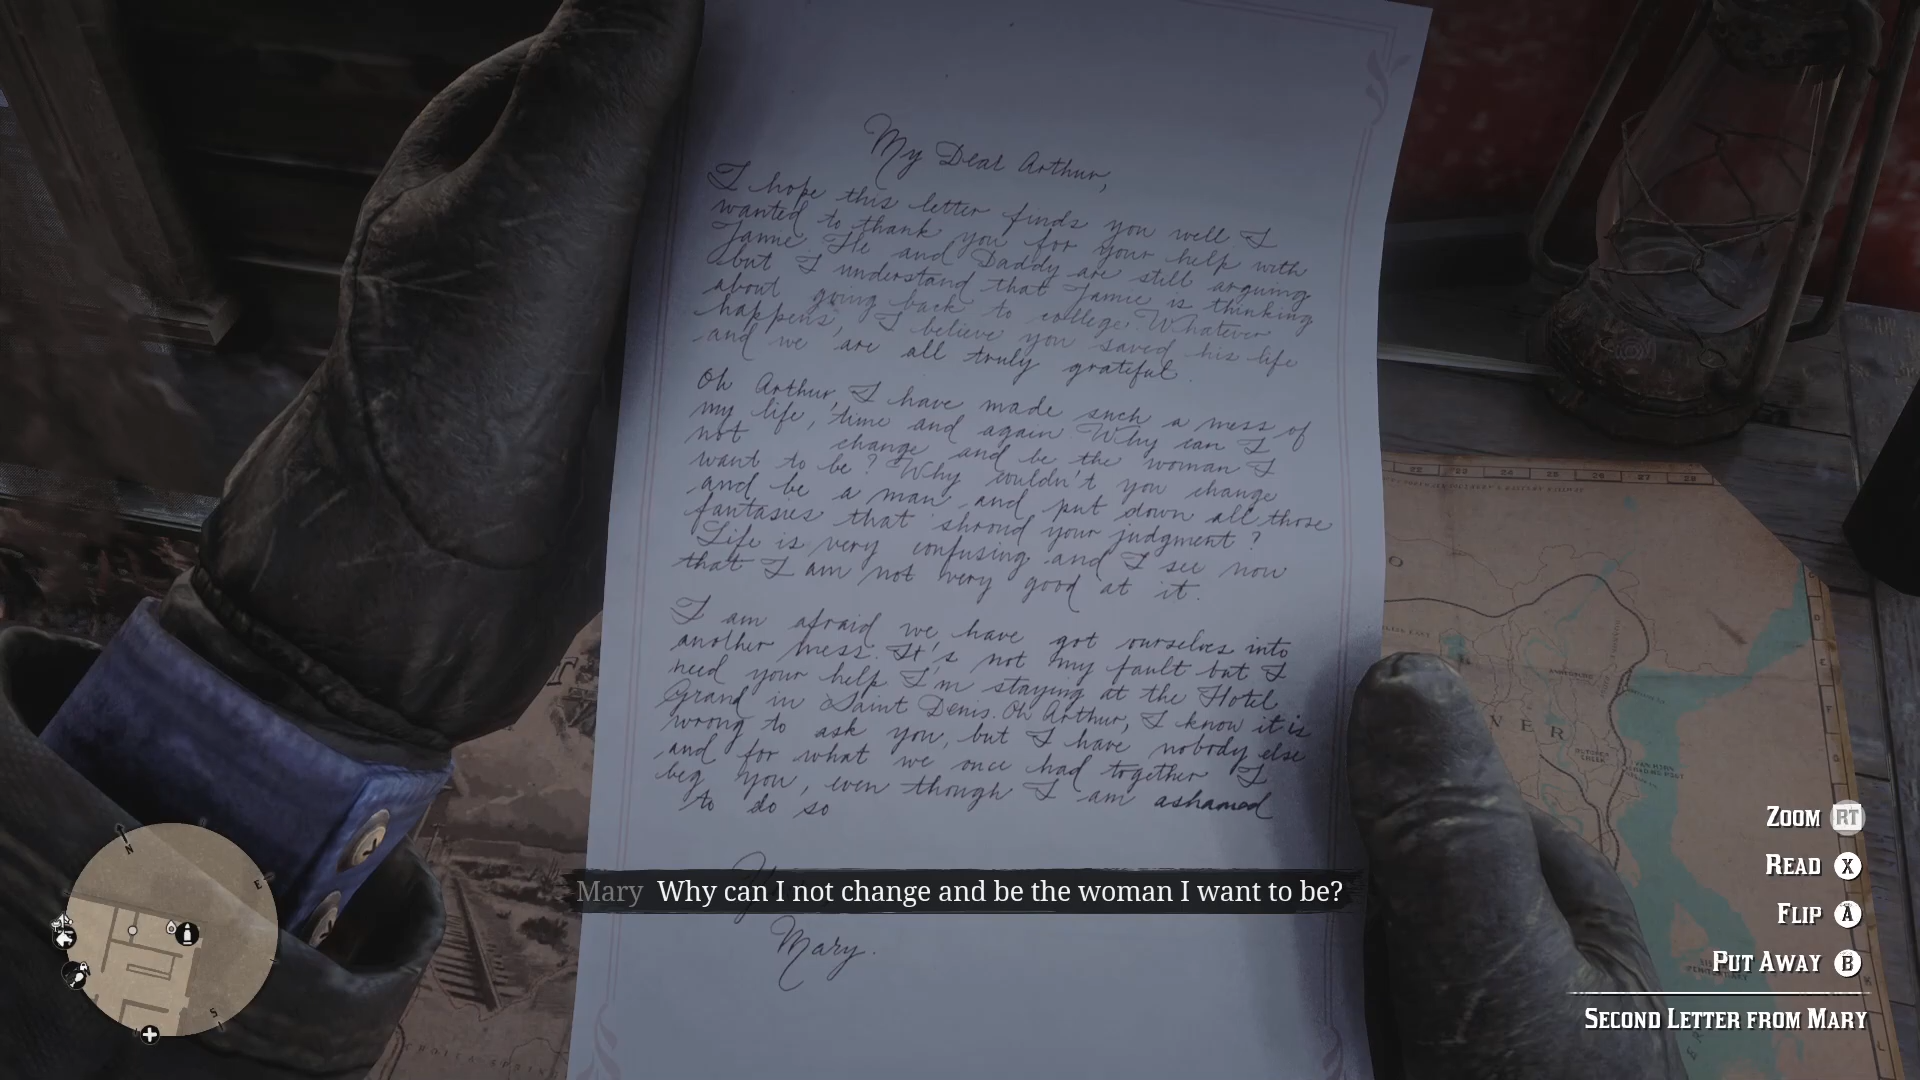 My Dear Arthur,
I hope this letter finds you well. I
wanted to thank you for your help with
Jamie. He and Daddy are still arguing
but I understand that Jamie is thinking
about going back to college. Whatever
happens, I believe you saved his life
and we are all truly grateful.
Oh Arthur, I have made such a mess of
my life, time and again. Why can I
not change and be the woman I
want to be? Why couldn't you change
and be a man, and put down all those
fantasies that shroud your judgment?
Life is very confusing and I see now
that I am not very good at it.
I am afraid we have got ourselves into
another mess. It's not my fault but I
need your help. I'm staying at the Hotel
Grand in Saint Denis. Oh Arthur, I know it is
wrong to ask you, but I have nobody else
and for what we once had together I
beg you, even though I am ashamed
to do so
Mary Why can I not change and be the woman I want to be?
Mary.
22 23 24 25 26 27 28
VER
N
E
S
ZOOM RT
READ X
FLIP A
PUT AWAY B
SECOND LETTER FROM MARY